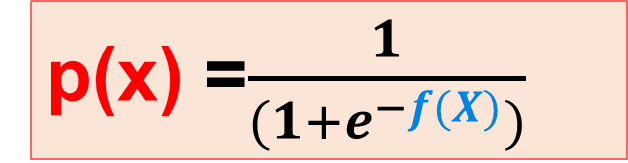 p(x) = 1/(1+e^{-f(X)})